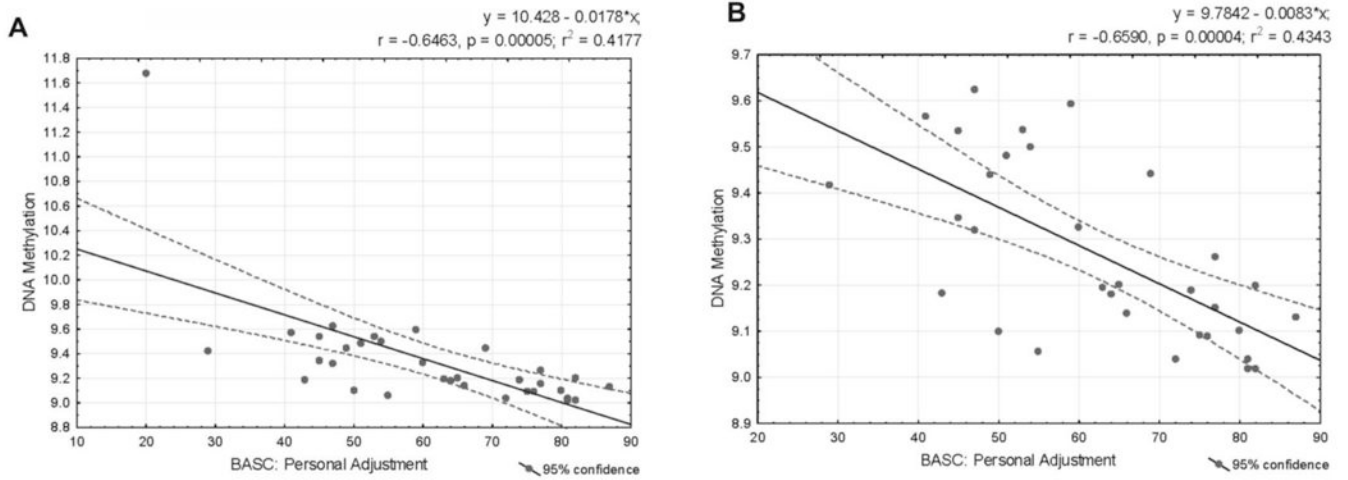 A
y = 10.428 - 0.0178*x;
r = -0.6463, p = 0.00005; r² = 0.4177
11.8
11.6
11.4
11.2
11.0
10.8
10.6
10.4
10.2
10.0
9.8
9.6
9.4
9.2
9.0
8.8
DNA Methylation
10 20 30 40 50 60 70 80 90
BASC: Personal Adjustment
95% confidence
B
y = 9.7842 - 0.0083*x;
r = -0.6590, p = 0.00004; r² = 0.4343
9.7
9.6
9.5
9.4
9.3
9.2
9.1
9.0
8.9
DNA Methylation
20 30 40 50 60 70 80 90
BASC: Personal Adjustment
95% confidence